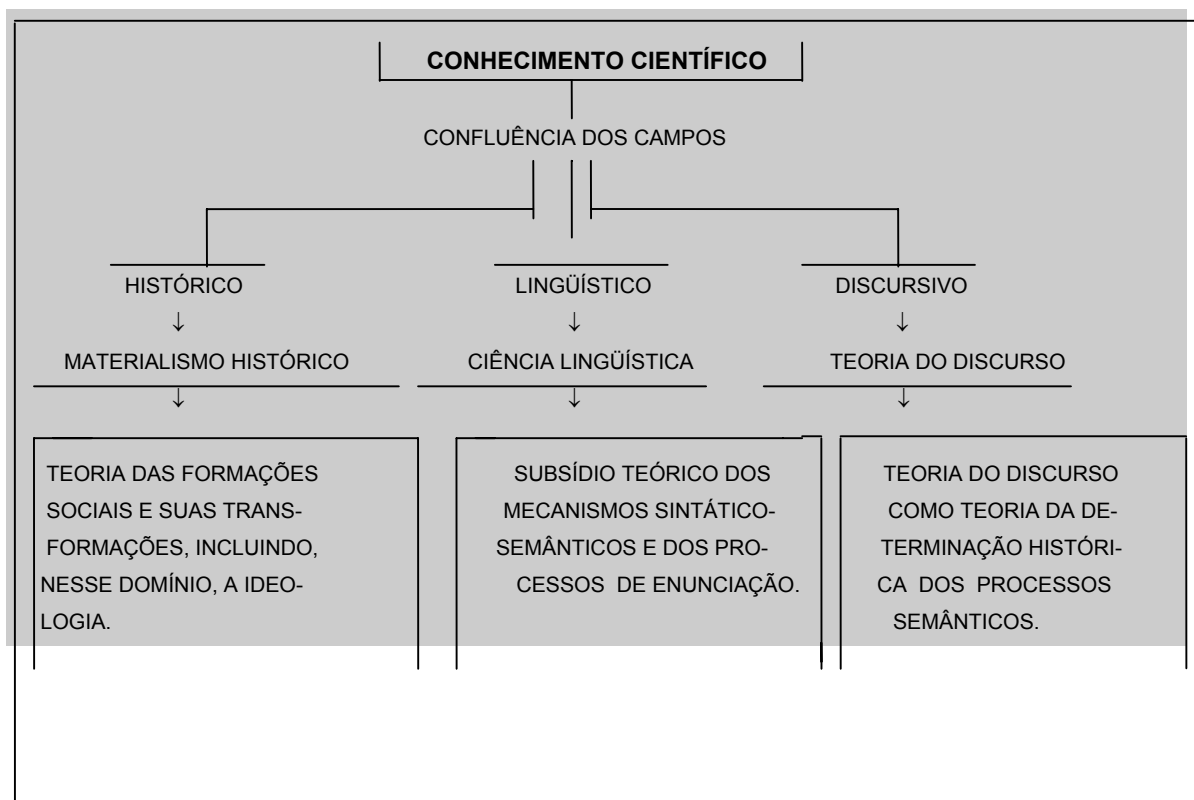 CONHECIMENTO CIENTÍFICO
CONFLUÊNCIA DOS CAMPOS
HISTÓRICO
LINGÜÍSTICO
DISCURSIVO
↓
↓
↓
MATERIALISMO HISTÓRICO
CIÊNCIA LINGÜÍSTICA
TEORIA DO DISCURSO
↓
↓
↓
TEORIA DAS FORMAÇÕES
SOCIAIS E SUAS TRANS-
FORMAÇÕES, INCLUINDO,
NESSE DOMÍNIO, A IDEO-
LOGIA.
SUBSÍDIO TEÓRICO DOS
MECANISMOS SINTÁTICO-
SEMÂNTICOS E DOS PRO-
CESSOS DE ENUNCIAÇÃO.
TEORIA DO DISCURSO
COMO TEORIA DA DE-
TERMINAÇÃO HISTÓRI-
CA DOS PROCESSOS
SEMÂNTICOS.